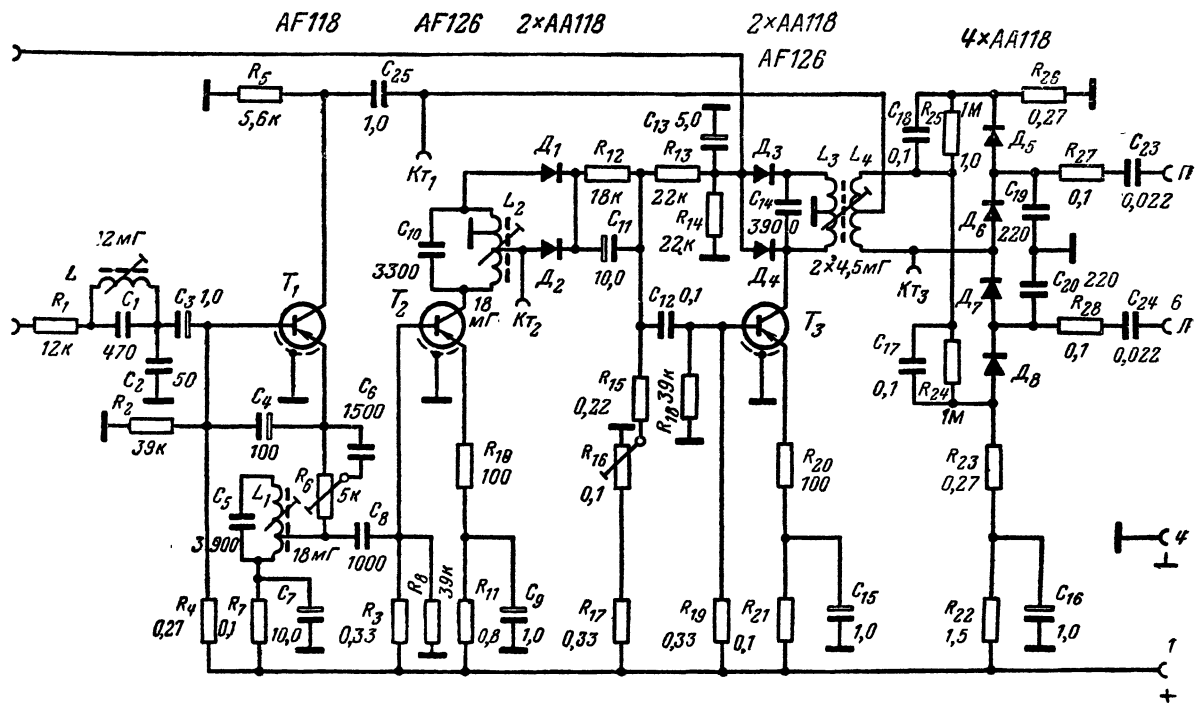 AF118 AF126 2×AA118 2×AA118
AF126
4×AA118
R5
5,6к
C25
1,0
Кт1
Д1
R12
18к
C11
10,0
R13
22к
C13 5,0
R14
22к
Д3
C14
3900
Д4
L3 L4
2×4,5мГ
C18
0,1
R25
1М
1,0
R26
0,27
Д5
R27
0,1
C23
0,022
П
Д6
C19
220
Кт3
Д7
C20 220
R28
0,1
C24
0,022
6
Л
C17
0,1
R24
1М
Д8
L2
C10
3300
18
мГ
Д2
Кт2
12мГ
L
R1
12к
C1
470
C3 1,0
C2
50
T1
T2
T3
R2
39к
C4
100
C6
1500
R6
5к
C5
3900
L1
18мГ
C8
1000
R10
100
C12 0,1
R15
0,22
R16
0,1
R18
39к
R20
100
R23
0,27
4
R4
0,27
R7
0,1
C7
10,0
R3
0,33
R8
39к
R11
0,8
C9
1,0
R17
0,33
R19
0,33
R21
0,1
C15
1,0
R22
1,5
C16
1,0
1
+